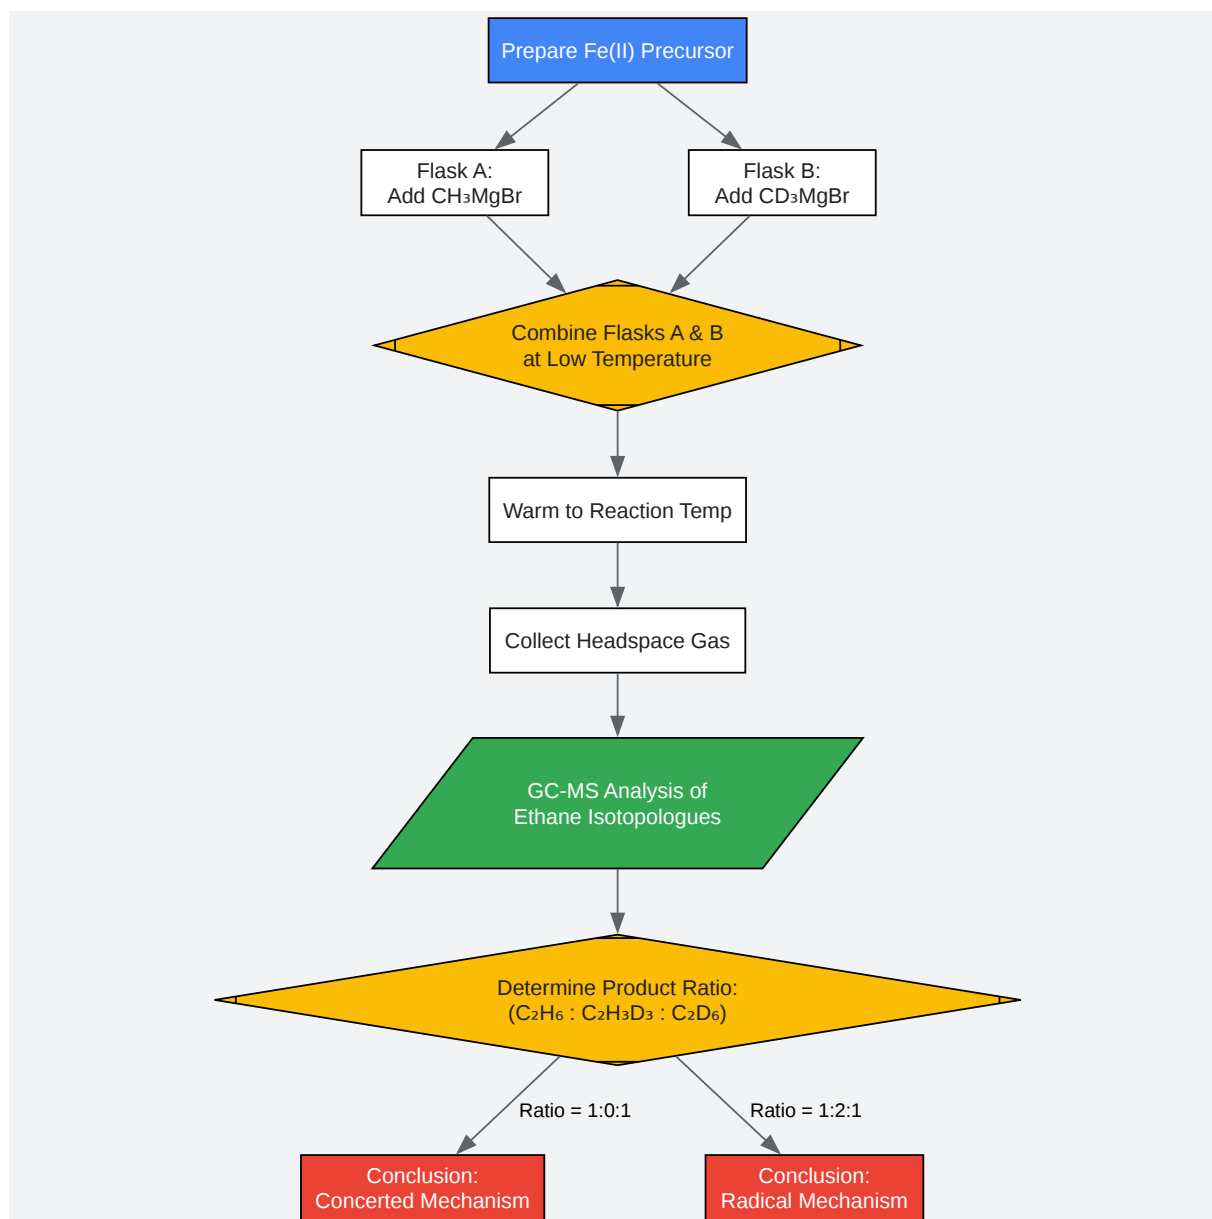 Prepare Fe(II) Precursor
Flask A:
Add CH₃MgBr
Flask B:
Add CD₃MgBr
Combine Flasks A & B
at Low Temperature
Warm to Reaction Temp
Collect Headspace Gas
GC-MS Analysis of
Ethane Isotopologues
Determine Product Ratio:
(C₂H₆ : C₂H₃D₃ : C₂D₆)
Ratio = 1:0:1
Ratio = 1:2:1
Conclusion:
Concerted Mechanism
Conclusion:
Radical Mechanism